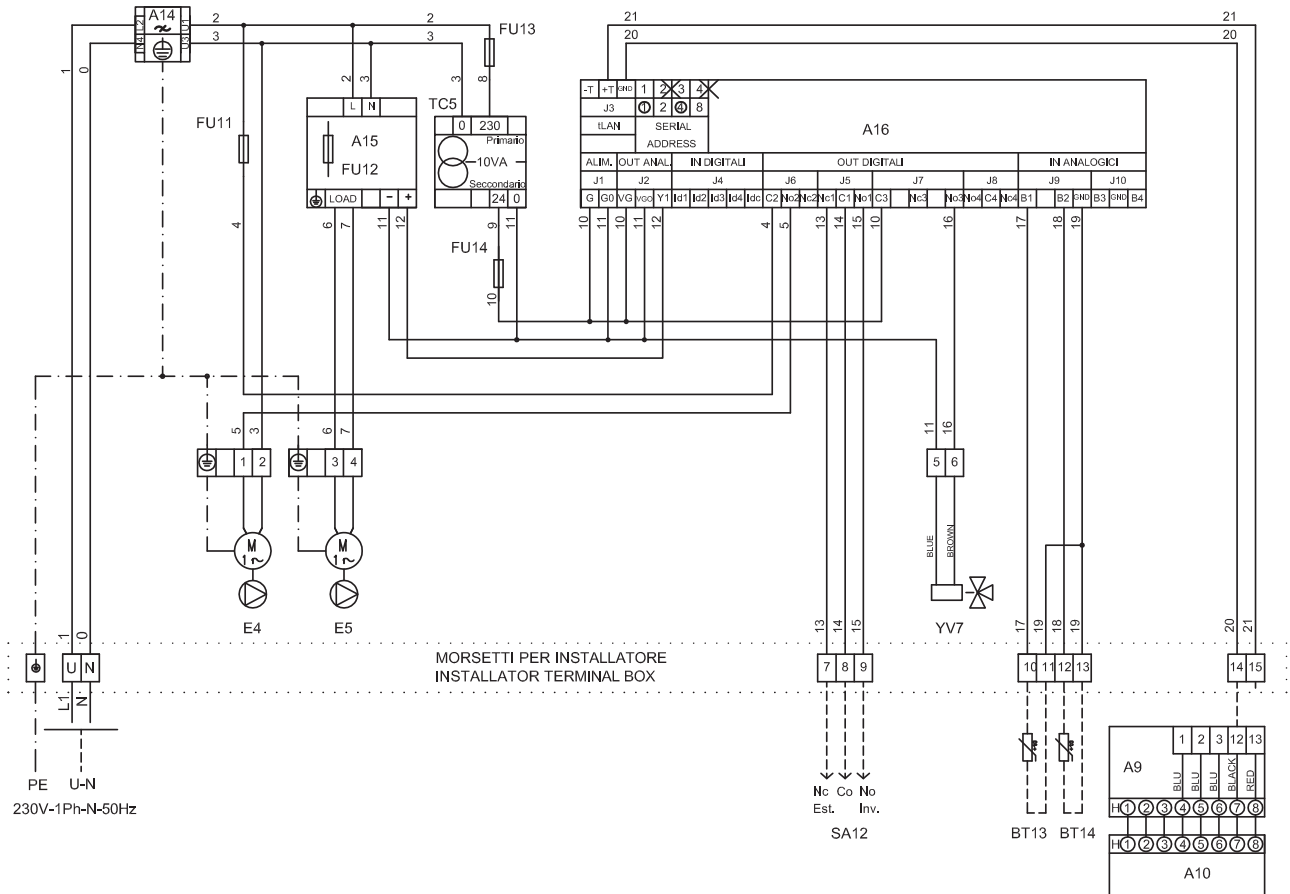 A14
L2
U1
N4
U3
2
2
3
3
1
0
FU13
21
21
20
20
2
3
3
8
FU11
L N
A15
FU12
LOAD
-
+
TC5
0 230
Primario
10VA
Seccondario
24 0
-T +T GND 1 2 3 4
J3 1 2 4 8
tLAN
SERIAL
ADDRESS
A16
ALIM. OUT ANAL. IN DIGITALI OUT DIGITALI IN ANALOGICI
J1 J2 J4 J6 J5 J7 J8 J9 J10
G G0 VG VG0 Y1 Id1 Id2 Id3 Id4 Idc C2 No2 Nc2 Nc1 C1 No1 C3 Nc3 No3 No4 C4 Nc4 B1 B2 GND B3 GND B4
4
6
7
11
12
9
11
10
11
10
11
12
4
5
13
14
15
10
16
17
18
19
FU14
10
5
3
6
7
11
16
1 2
3 4
5 6
M
1~
M
1~
BLUE
BROWN
E4
E5
YV7
1
0
13
14
15
17
19
18
19
20
21
MORSETTI PER INSTALLATORE
INSTALLATOR TERMINAL BOX
U N
7 8 9
10 11 12 13
14 15
L1
N
PE U-N
230V-1Ph-N-50Hz
Nc Co No
Est. Inv.
SA12
BT13 BT14
1 2 3 12 13
A9
BLU
BLU
BLU
BLACK
RED
H 1 2 3 4 5 6 7 8
H 1 2 3 4 5 6 7 8
A10